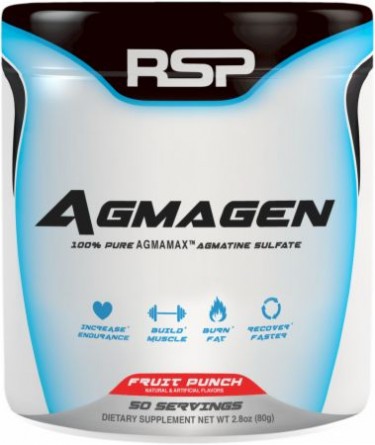 RSP
AGMAGEN
100% PURE AGMAMAX™ AGMATINE SULFATE
INCREASE* ENDURANCE
BUILD* MUSCLE
BURN* FAT
RECOVER* FASTER
FRUIT PUNCH
NATURAL & ARTIFICIAL FLAVORS
50 SERVINGS
DIETARY SUPPLEMENT NET WT 2.8oz (80g)